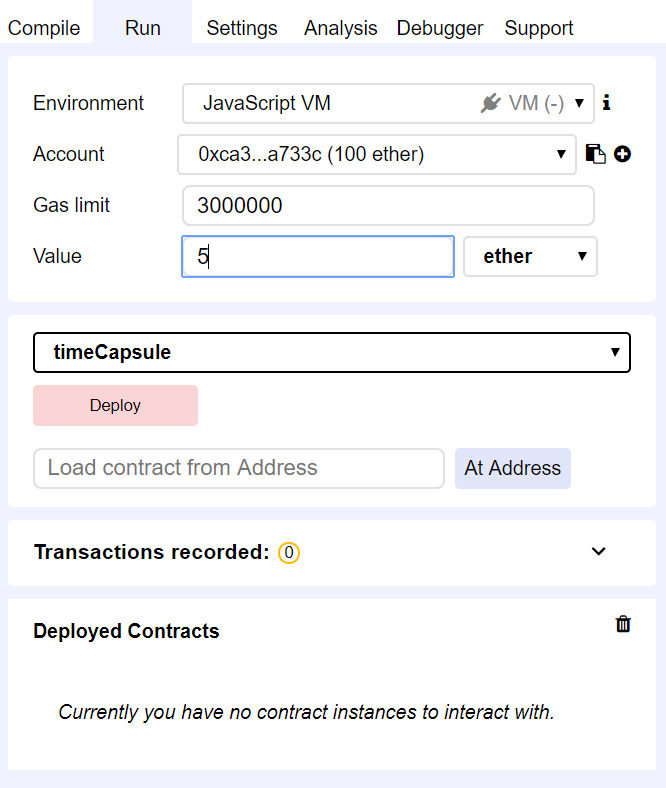 Compile Run Settings Analysis Debugger Support
Environment JavaScript VM VM (-)
Account 0xca3...a733c (100 ether)
Gas limit 3000000
Value 5 ether
timeCapsule
Deploy
Load contract from Address At Address
Transactions recorded: 0
Deployed Contracts
Currently you have no contract instances to interact with.